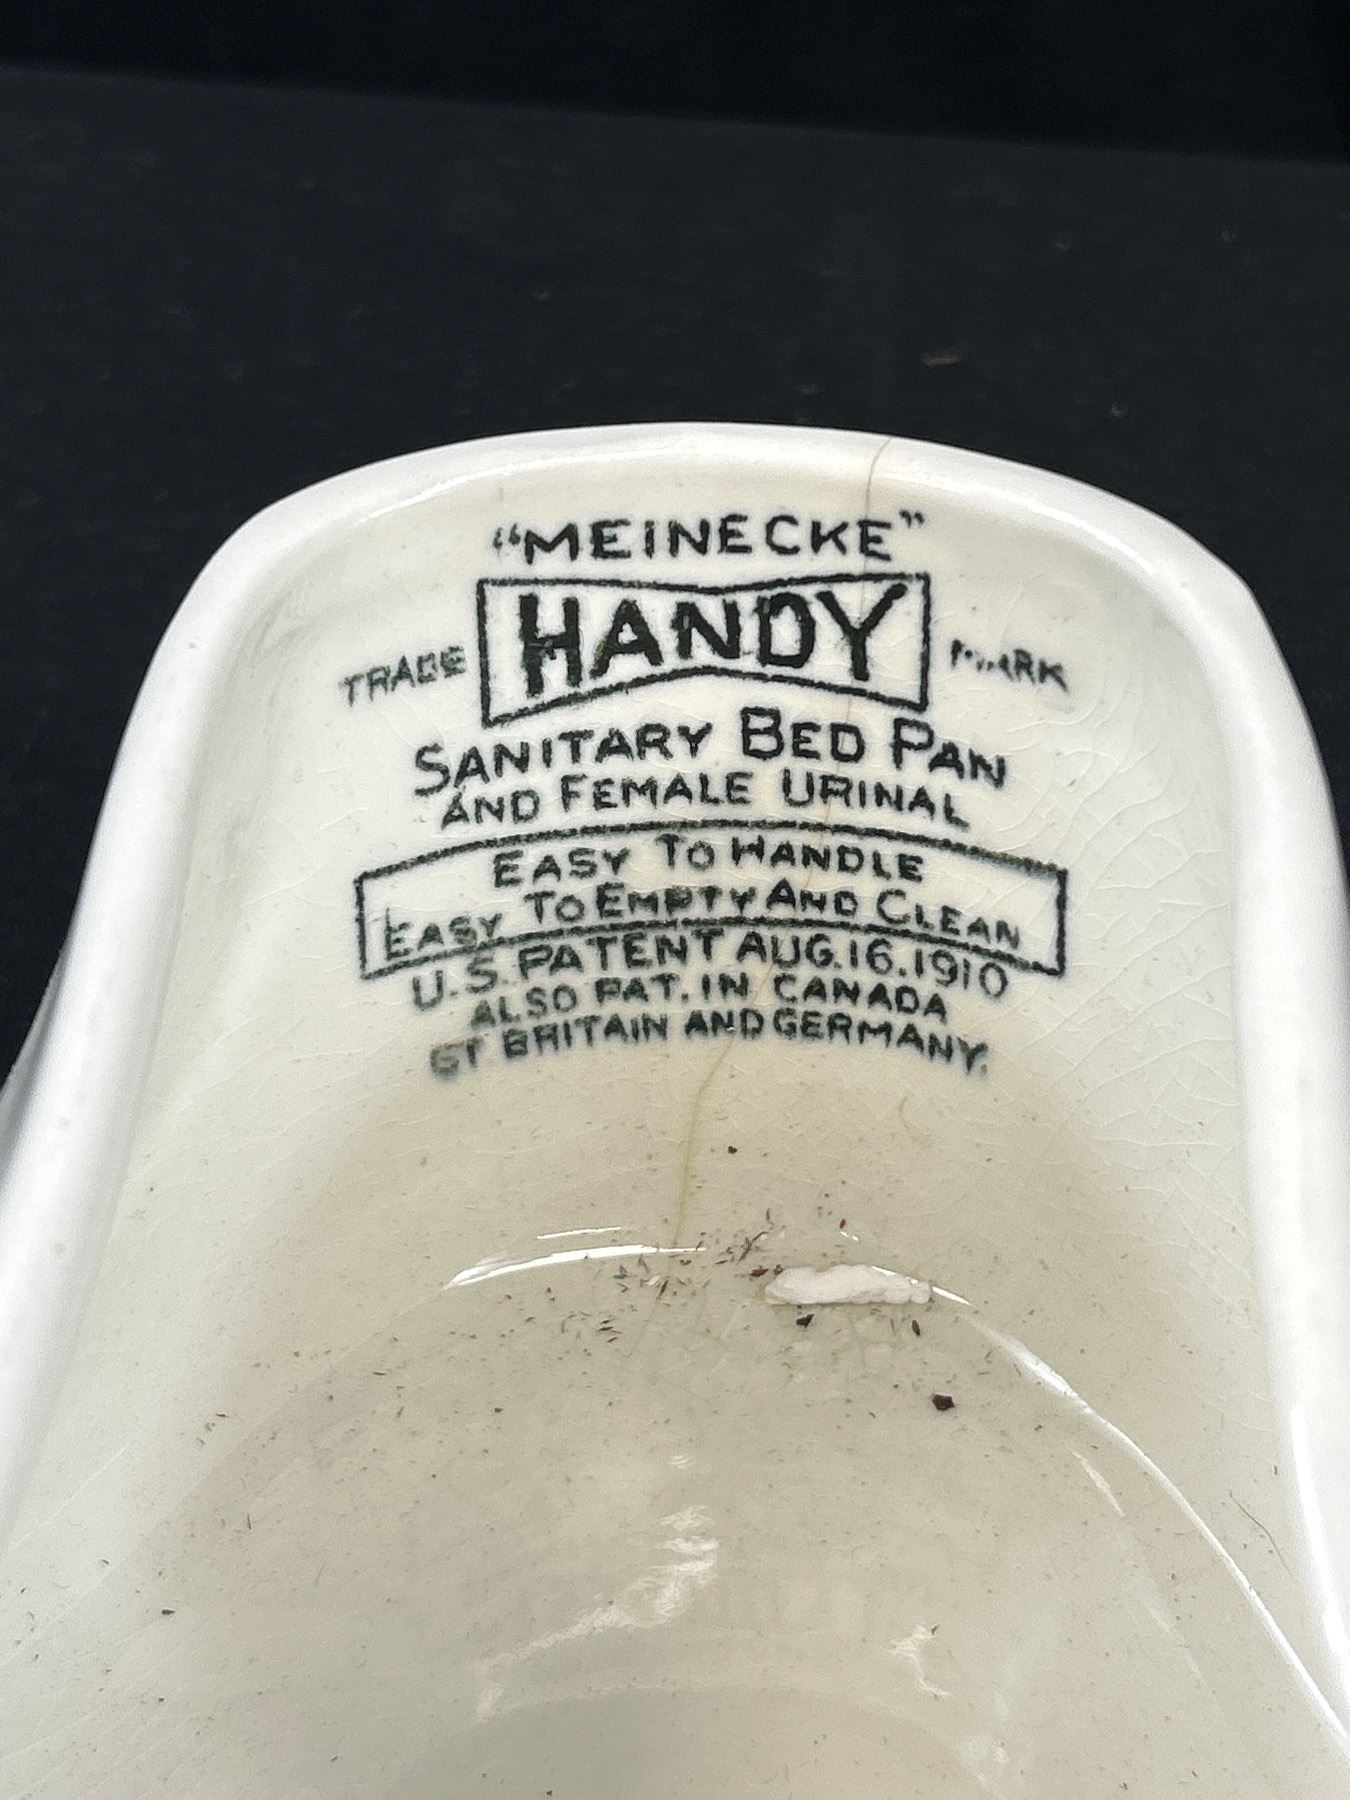 “MEINECKE”
TRADE HANDY MARK
SANITARY BED PAN
AND FEMALE URINAL
EASY TO HANDLE
EASY TO EMPTY AND CLEAN
U.S. PATENT AUG.16.1910
ALSO PAT. IN CANADA
GT BRITAIN AND GERMANY.